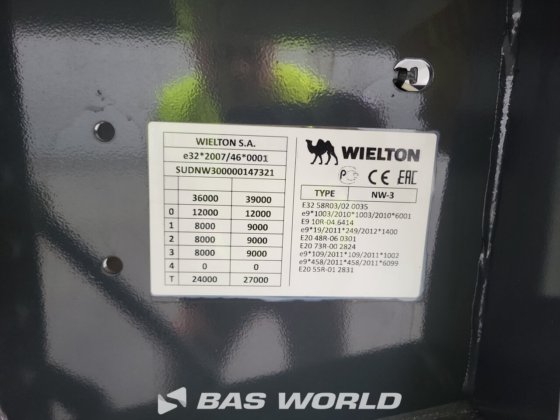 WIELTON S.A.
e32*2007/46*0001
SUDNW300000147321
36000 39000
0 12000 12000
1 8000 9000
2 8000 9000
3 8000 9000
4 0 0
T 24000 27000
WIELTON
CE EAC
TYPE NW-3
E32 58R03/02 0035
e9*1003/2010*1003/2010*6001
E9 10R-04.6414
e9*19/2011*249/2012*1400
E20 48R-06 0301
E20 73R-00 2824
e9*109/2011*109/2011*1002
e9*458/2011*458/2011*6099
E20 55R-01 2831
BAS WORLD